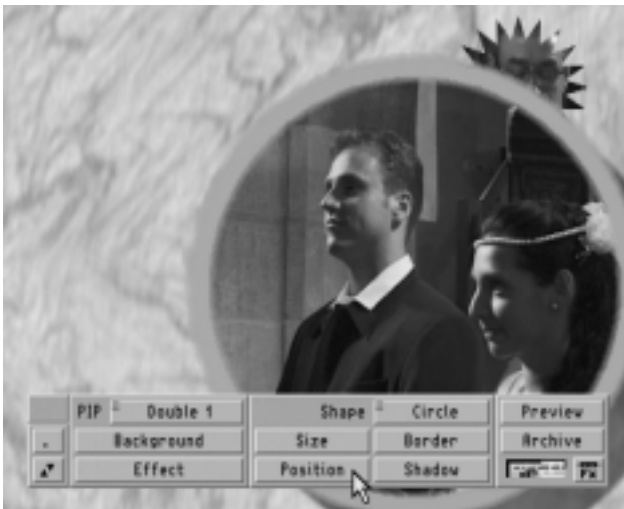 PIP Double 1 Shape Circle Preview
. Background Size Border Archive
Effect Position Shadow FX